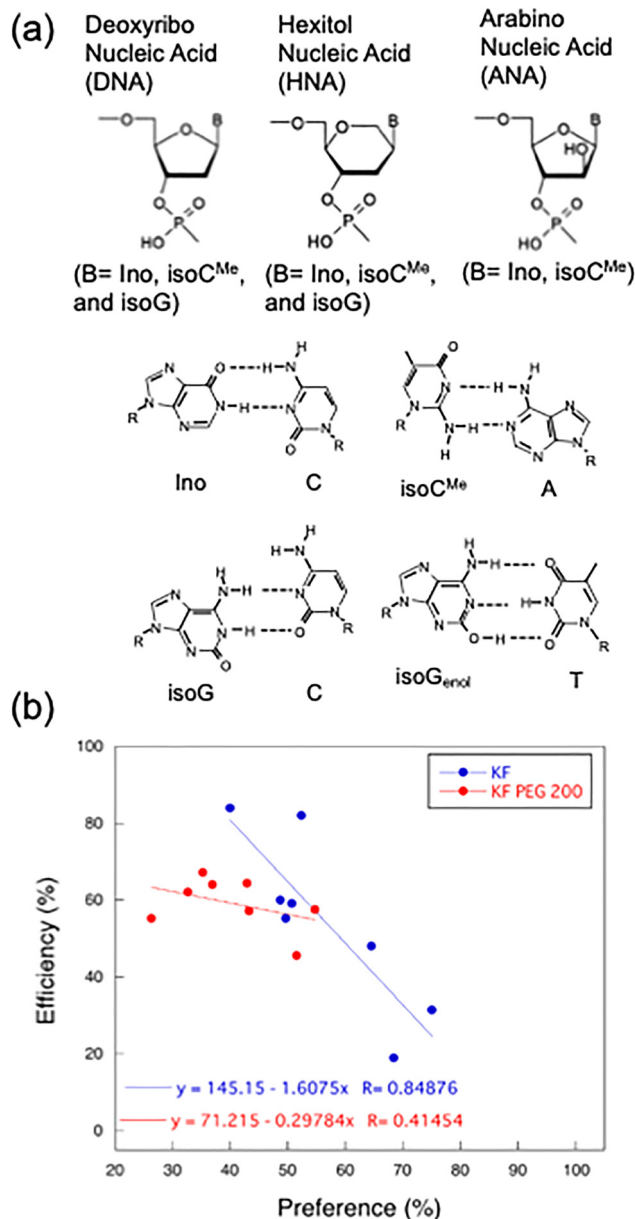 (a)
Deoxyribo
Nucleic Acid
(DNA)
Hexitol
Nucleic Acid
(HNA)
Arabino
Nucleic Acid
(ANA)
O
O
B
O
P
O
HO
O
O
B
O
P
O
HO
O
O
B
HO
O
P
O
HO
(B= Ino, isoC^Me,
and isoG)
(B= Ino, isoC^Me,
and isoG)
(B= Ino, isoC^Me)
Ino
C
isoC^Me
A
isoG
C
isoG_enol
T
(b)
KF
KF PEG 200
Efficiency (%)
100
80
60
40
20
0
y = 145.15 - 1.6075x R= 0.84876
y = 71.215 - 0.29784x R= 0.41454
20 30 40 50 60 70 80 90 100
Preference (%)